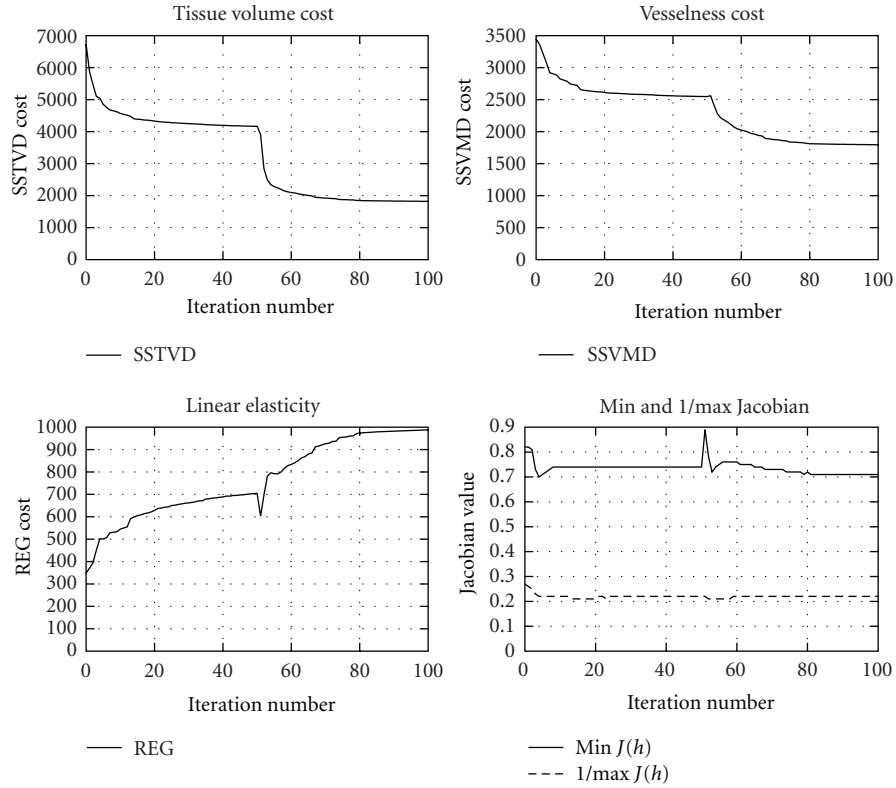 Tissue volume cost
7000
6000
5000
4000
3000
2000
1000
0
SSTVD cost
0 20 40 60 80 100
Iteration number
SSTVD
Vesselness cost
3500
3000
2500
2000
1500
1000
500
0
SSVMD cost
0 20 40 60 80 100
Iteration number
SSVMD
Linear elasticity
1000
900
800
700
600
500
400
300
200
100
0
REG cost
0 20 40 60 80 100
Iteration number
REG
Min and 1/max Jacobian
0.9
0.8
0.7
0.6
0.5
0.4
0.3
0.2
0.1
0
Jacobian value
0 20 40 60 80 100
Iteration number
Min J(h)
1/max J(h)